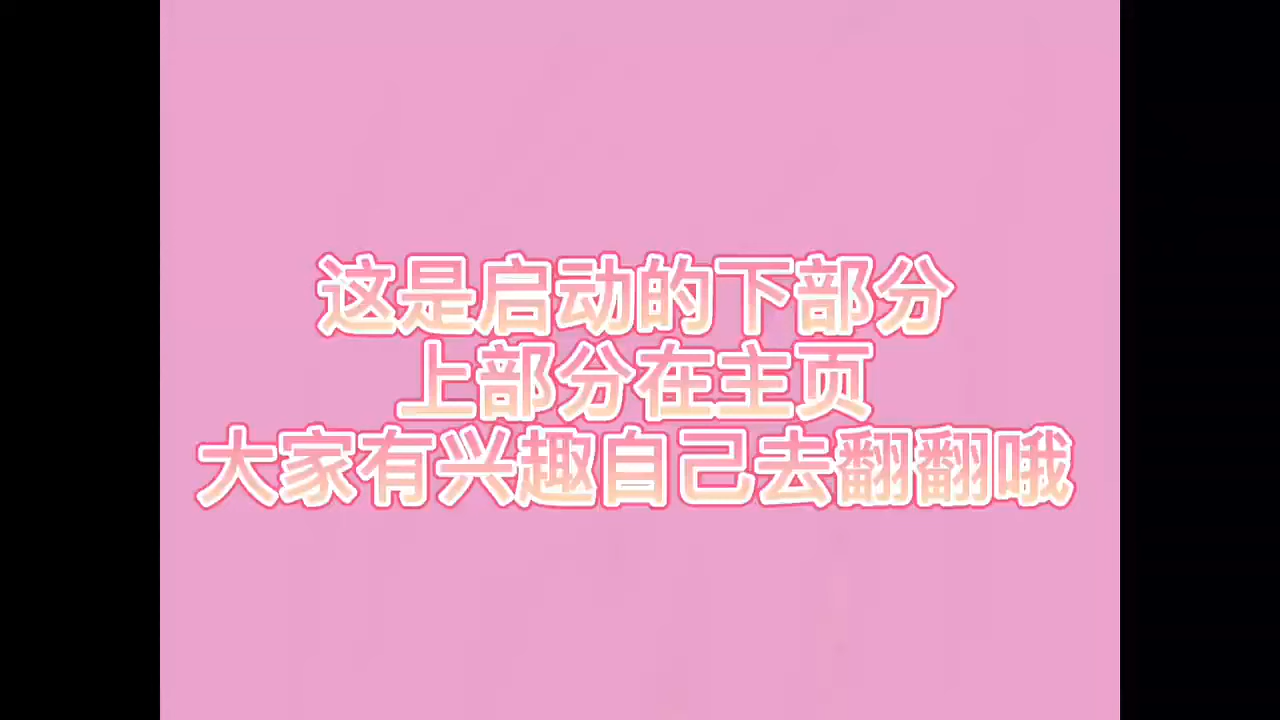 这是启动的下部分
上部分在主页
大家有兴趣自己去翻翻哦